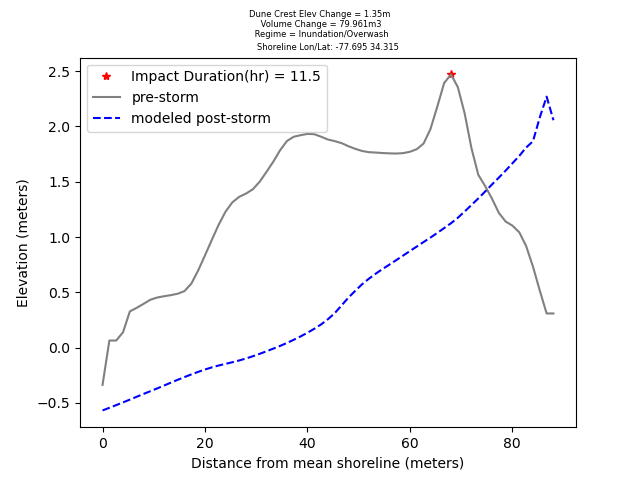 Dune Crest Elev Change = 1.35m
Volume Change = 79.961m3
Regime = Inundation/Overwash
Shoreline Lon/Lat: -77.695 34.315
Impact Duration(hr) = 11.5
pre-storm
modeled post-storm
2.5
2.0
1.5
1.0
0.5
0.0
−0.5
Elevation (meters)
0 20 40 60 80
Distance from mean shoreline (meters)